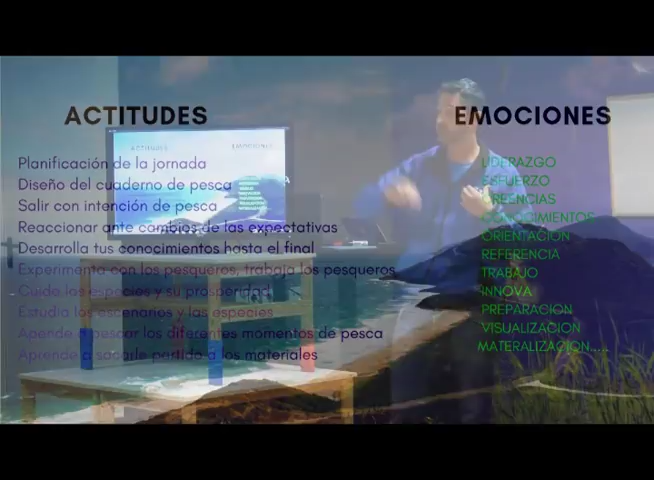 ACTITUDES
Planificación de la jornada
Diseño del cuaderno de pesca
Salir con intención de pesca
Reaccionar ante cambios de las expectativas
Desarrolla tus conocimientos hasta el final
Experimenta con los pesqueros, trabaja los pesqueros
Cuida las especies y su prosperidad
Estudia los escenarios y las especies
Aprende a pescar los diferentes momentos de pesca
Aprende a sacarle partido a los materiales
EMOCIONES
LIDERAZGO
ESFUERZO
CREENCIAS
CONOCIMIENTOS
ORIENTACION
REFERENCIA
TRABAJO
INNOVA
PREPARACION
VISUALIZACION
MATERALIZACION.....
ACTITUDES
EMOCIONES